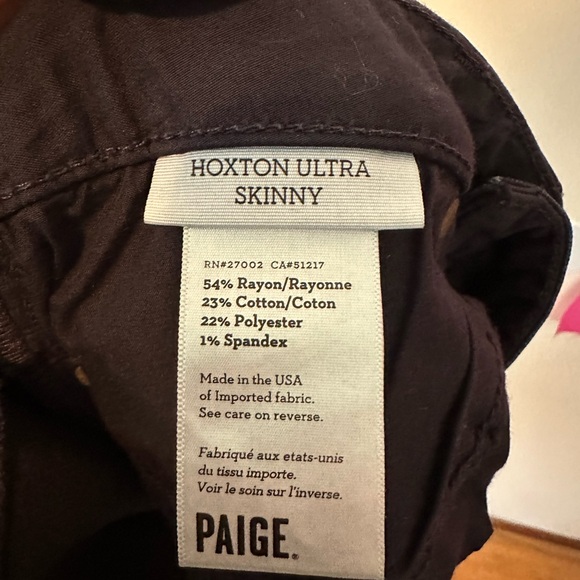 HOXTON ULTRA
SKINNY
RN#27002 CA#51217
54% Rayon/Rayonne
23% Cotton/Coton
22% Polyester
1% Spandex
Made in the USA
of Imported fabric.
See care on reverse.
Fabriqué aux etats-unis
du tissu importe.
Voir le soin sur l'inverse.
PAIGE®